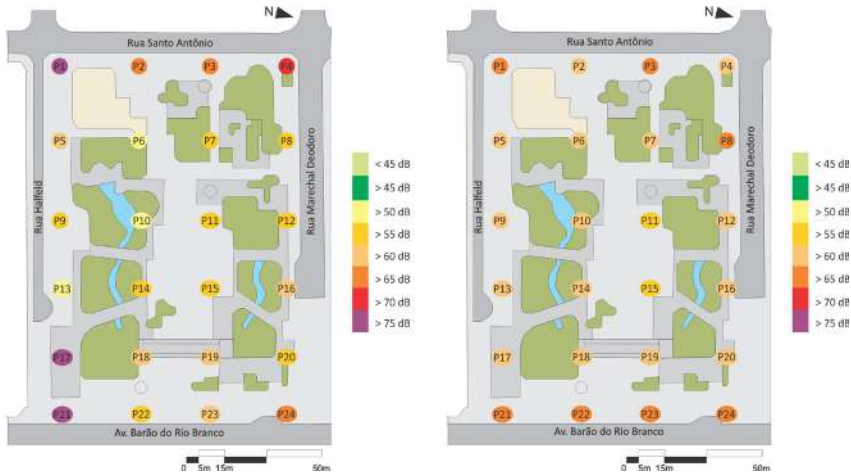 N
Rua Santo Antônio
P1 P2 P3 P4
P5 P6 P7 P8
Rua Halfeld
Rua Marechal Deodoro
P9 P10 P11 P12
P13 P14 P15 P16
P17 P18 P19 P20
P21 P22 P23 P24
Av. Barão do Rio Branco
0 5m 15m 50m
< 45 dB
> 45 dB
> 50 dB
> 55 dB
> 60 dB
> 65 dB
> 70 dB
> 75 dB
N
Rua Santo Antônio
P1 P2 P3 P4
P5 P6 P7 P8
Rua Halfeld
Rua Marechal Deodoro
P9 P10 P11 P12
P13 P14 P15 P16
P17 P18 P19 P20
P21 P22 P23 P24
Av. Barão do Rio Branco
0 5m 15m 50m
< 45 dB
> 45 dB
> 50 dB
> 55 dB
> 60 dB
> 65 dB
> 70 dB
> 75 dB